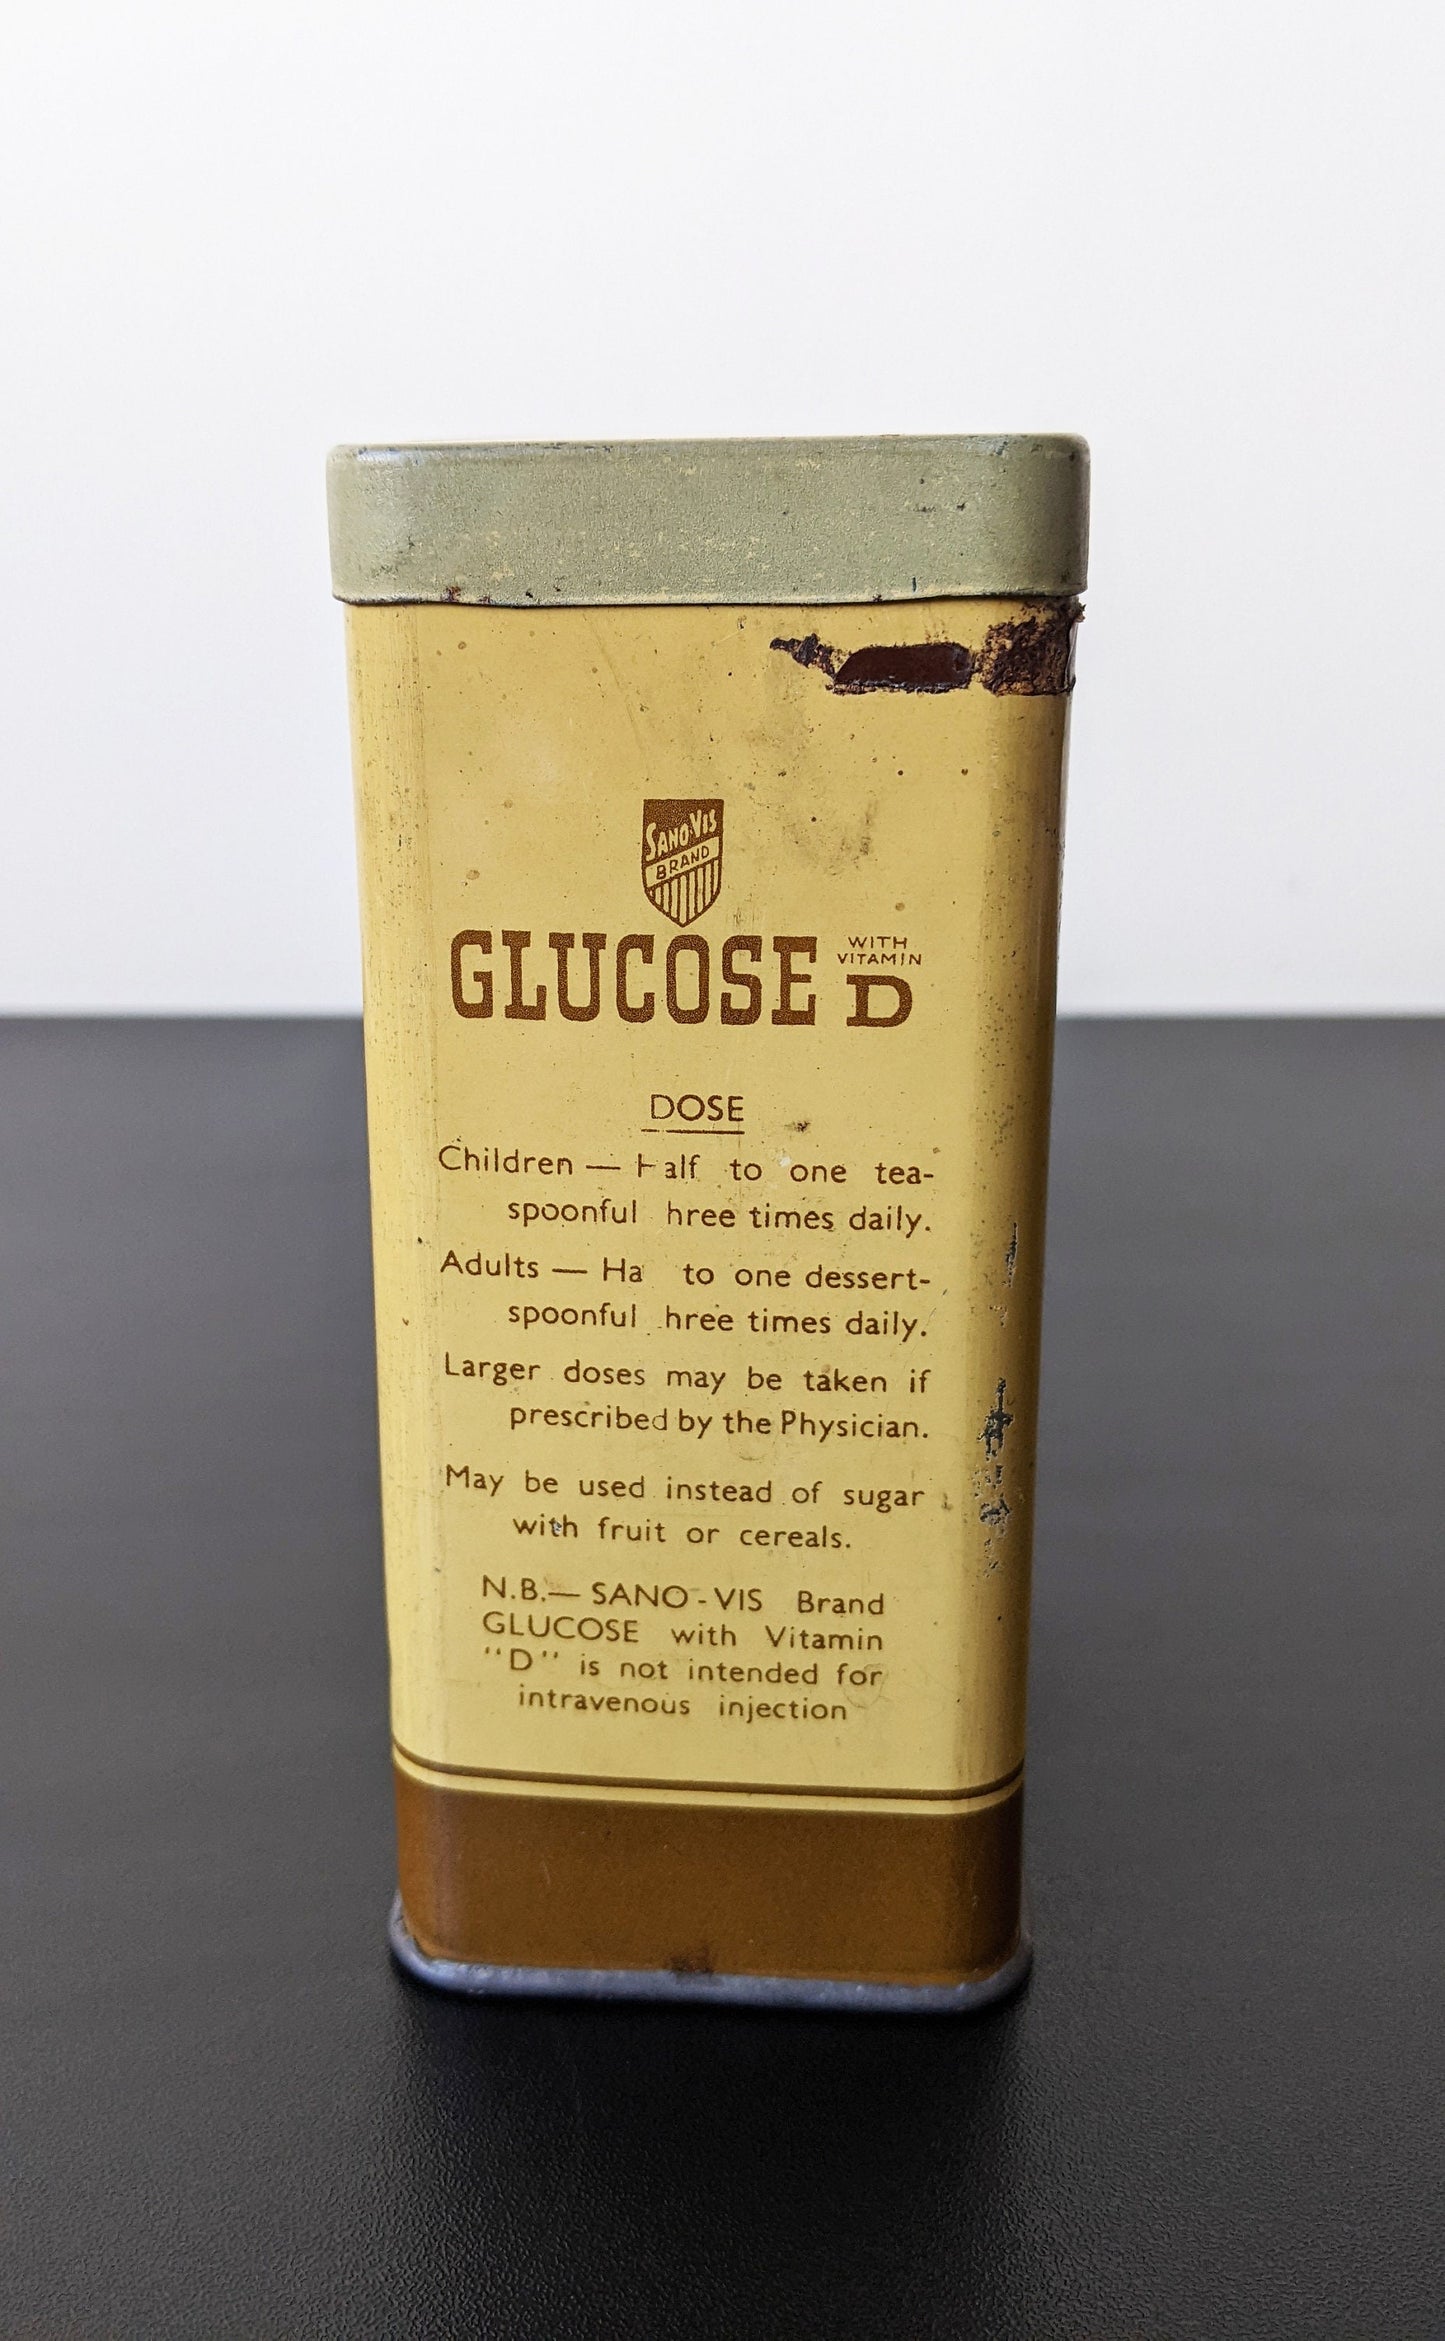 SANO-VIS
BRAND
GLUCOSE WITH VITAMIN D
DOSE
Children — Half to one tea-
spoonful hree times daily.
Adults — Ha to one dessert-
spoonful hree times daily.
Larger doses may be taken if
prescribed by the Physician.
May be used instead of sugar
with fruit or cereals.
N.B.— SANO-VIS Brand
GLUCOSE with Vitamin
"D" is not intended for
intravenous injection